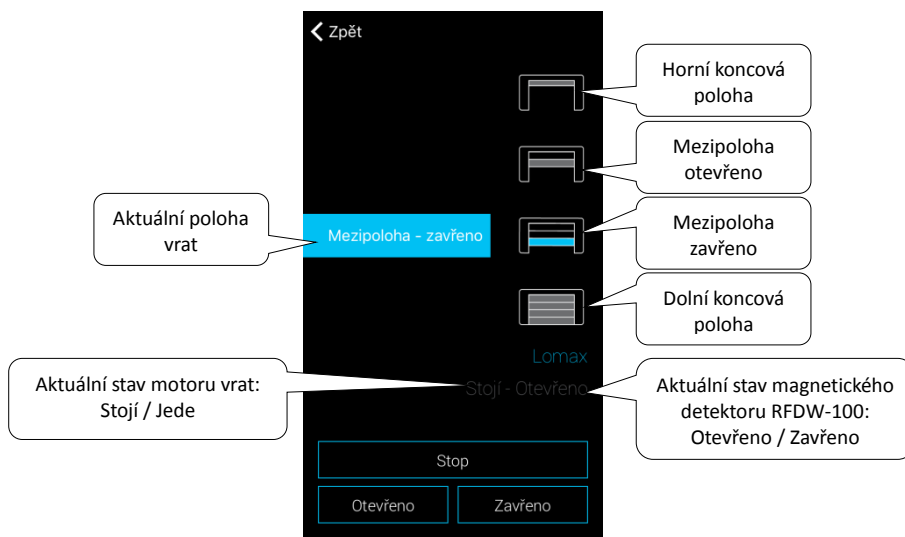 Zpět
Horní koncová
poloha
Mezipoloha
otevřeno
Aktuální poloha
vrat
Mezipoloha - zavřeno
Mezipoloha
zavřeno
Dolní koncová
poloha
Lomax
Aktuální stav motoru vrat:
Stojí / Jede
Stojí - Otevřeno
Aktuální stav magnetického
detektoru RFDW-100:
Otevřeno / Zavřeno
Stop
Otevřeno
Zavřeno